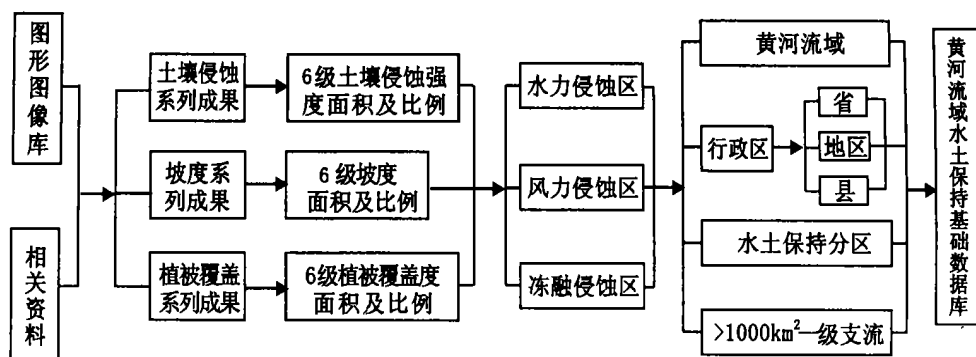 图形图像库
相关资料
土壤侵蚀
系列成果
坡度系
列成果
植被覆盖
系列成果
6级土壤侵蚀强
度面积及比例
6级坡度
面积及比例
6级植被覆盖度
面积及比例
水力侵蚀区
风力侵蚀区
冻融侵蚀区
黄河流域
行政区
省
地区
县
水土保持分区
>1000km²一级支流
黄河流域水土保持基础数据库